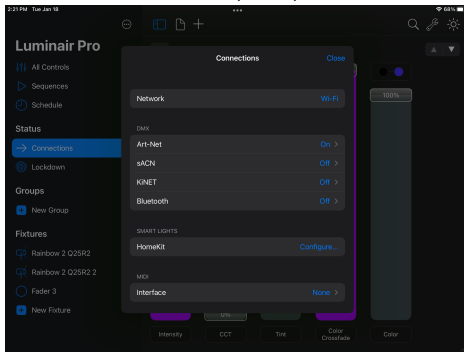 2:21 PM Tue Jan 18
68%
Luminair Pro
All Controls
Sequences
Schedule
Status
Connections
Lockdown
Groups
New Group
Fixtures
Rainbow 2 Q25R2
Rainbow 2 Q25R2 2
Fader 3
New Fixture
Connections
Close
Network
Wi-Fi
DMX
Art-Net
On
sACN
Off
KiNET
Off
Bluetooth
Off
SMART LIGHTS
HomeKit
Configure...
MIDI
Interface
None
100%
0%
Intensity
CCT
Tint
Color
Crossfade
Color